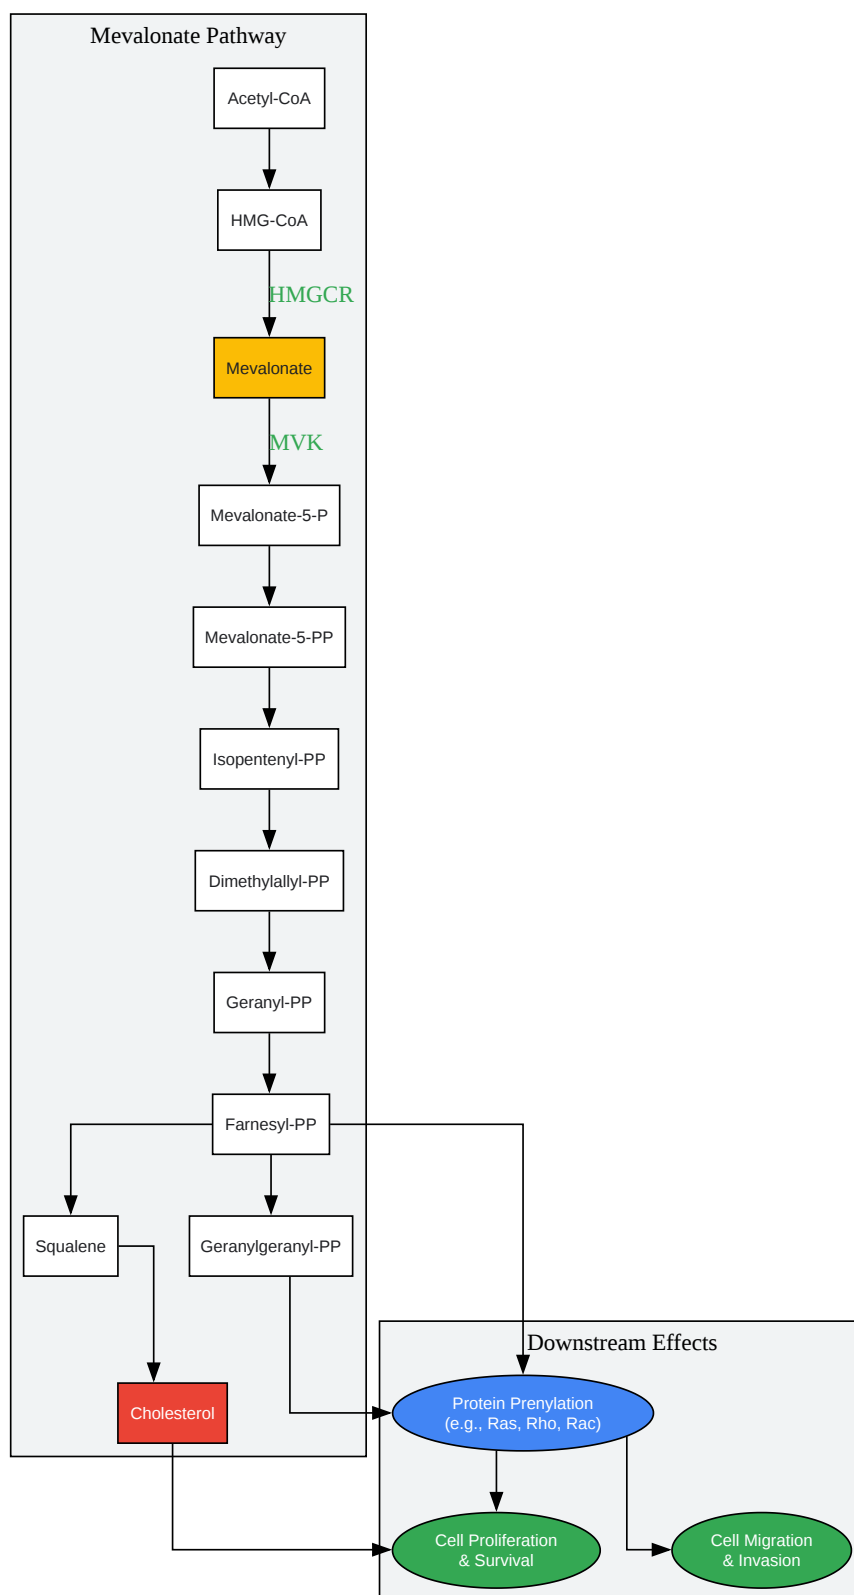 Mevalonate Pathway
Acetyl-CoA
HMG-CoA
HMGCR
Mevalonate
MVK
Mevalonate-5-P
Mevalonate-5-PP
Isopentenyl-PP
Dimethylallyl-PP
Geranyl-PP
Farnesyl-PP
Squalene
Geranylgeranyl-PP
Cholesterol
Downstream Effects
Protein Prenylation
(e.g., Ras, Rho, Rac)
Cell Proliferation
& Survival
Cell Migration
& Invasion